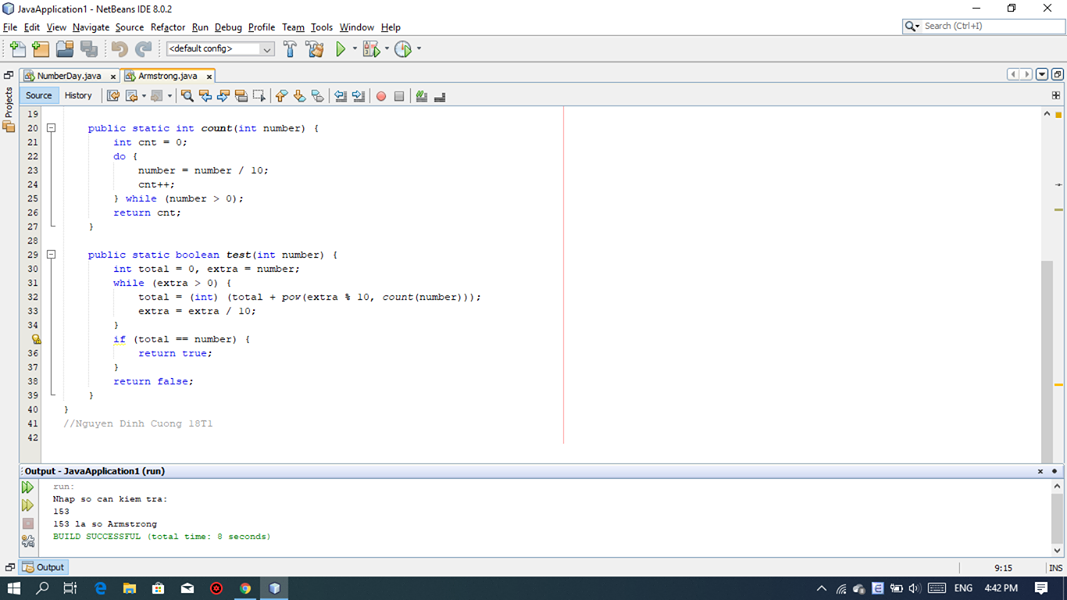 JavaApplication1 - NetBeans IDE 8.0.2
File Edit View Navigate Source Refactor Run Debug Profile Team Tools Window Help
Search (Ctrl+I)
<default config>
NumberDay.java
Armstrong.java
Projects
Source History
19
20 public static int count(int number) {
21 int cnt = 0;
22 do {
23 number = number / 10;
24 cnt++;
25 } while (number > 0);
26 return cnt;
27 }
28
29 public static boolean test(int number) {
30 int total = 0, extra = number;
31 while (extra > 0) {
32 total = (int) (total + pow(extra % 10, count(number)));
33 extra = extra / 10;
34 }
if (total == number) {
36 return true;
37 }
38 return false;
39 }
40 }
41 //Nguyen Dinh Cuong 18T1
42
Output - JavaApplication1 (run)
run:
Nhap so can kiem tra:
153
153 la so Armstrong
BUILD SUCCESSFUL (total time: 8 seconds)
Output
9:15 INS
ENG 4:42 PM